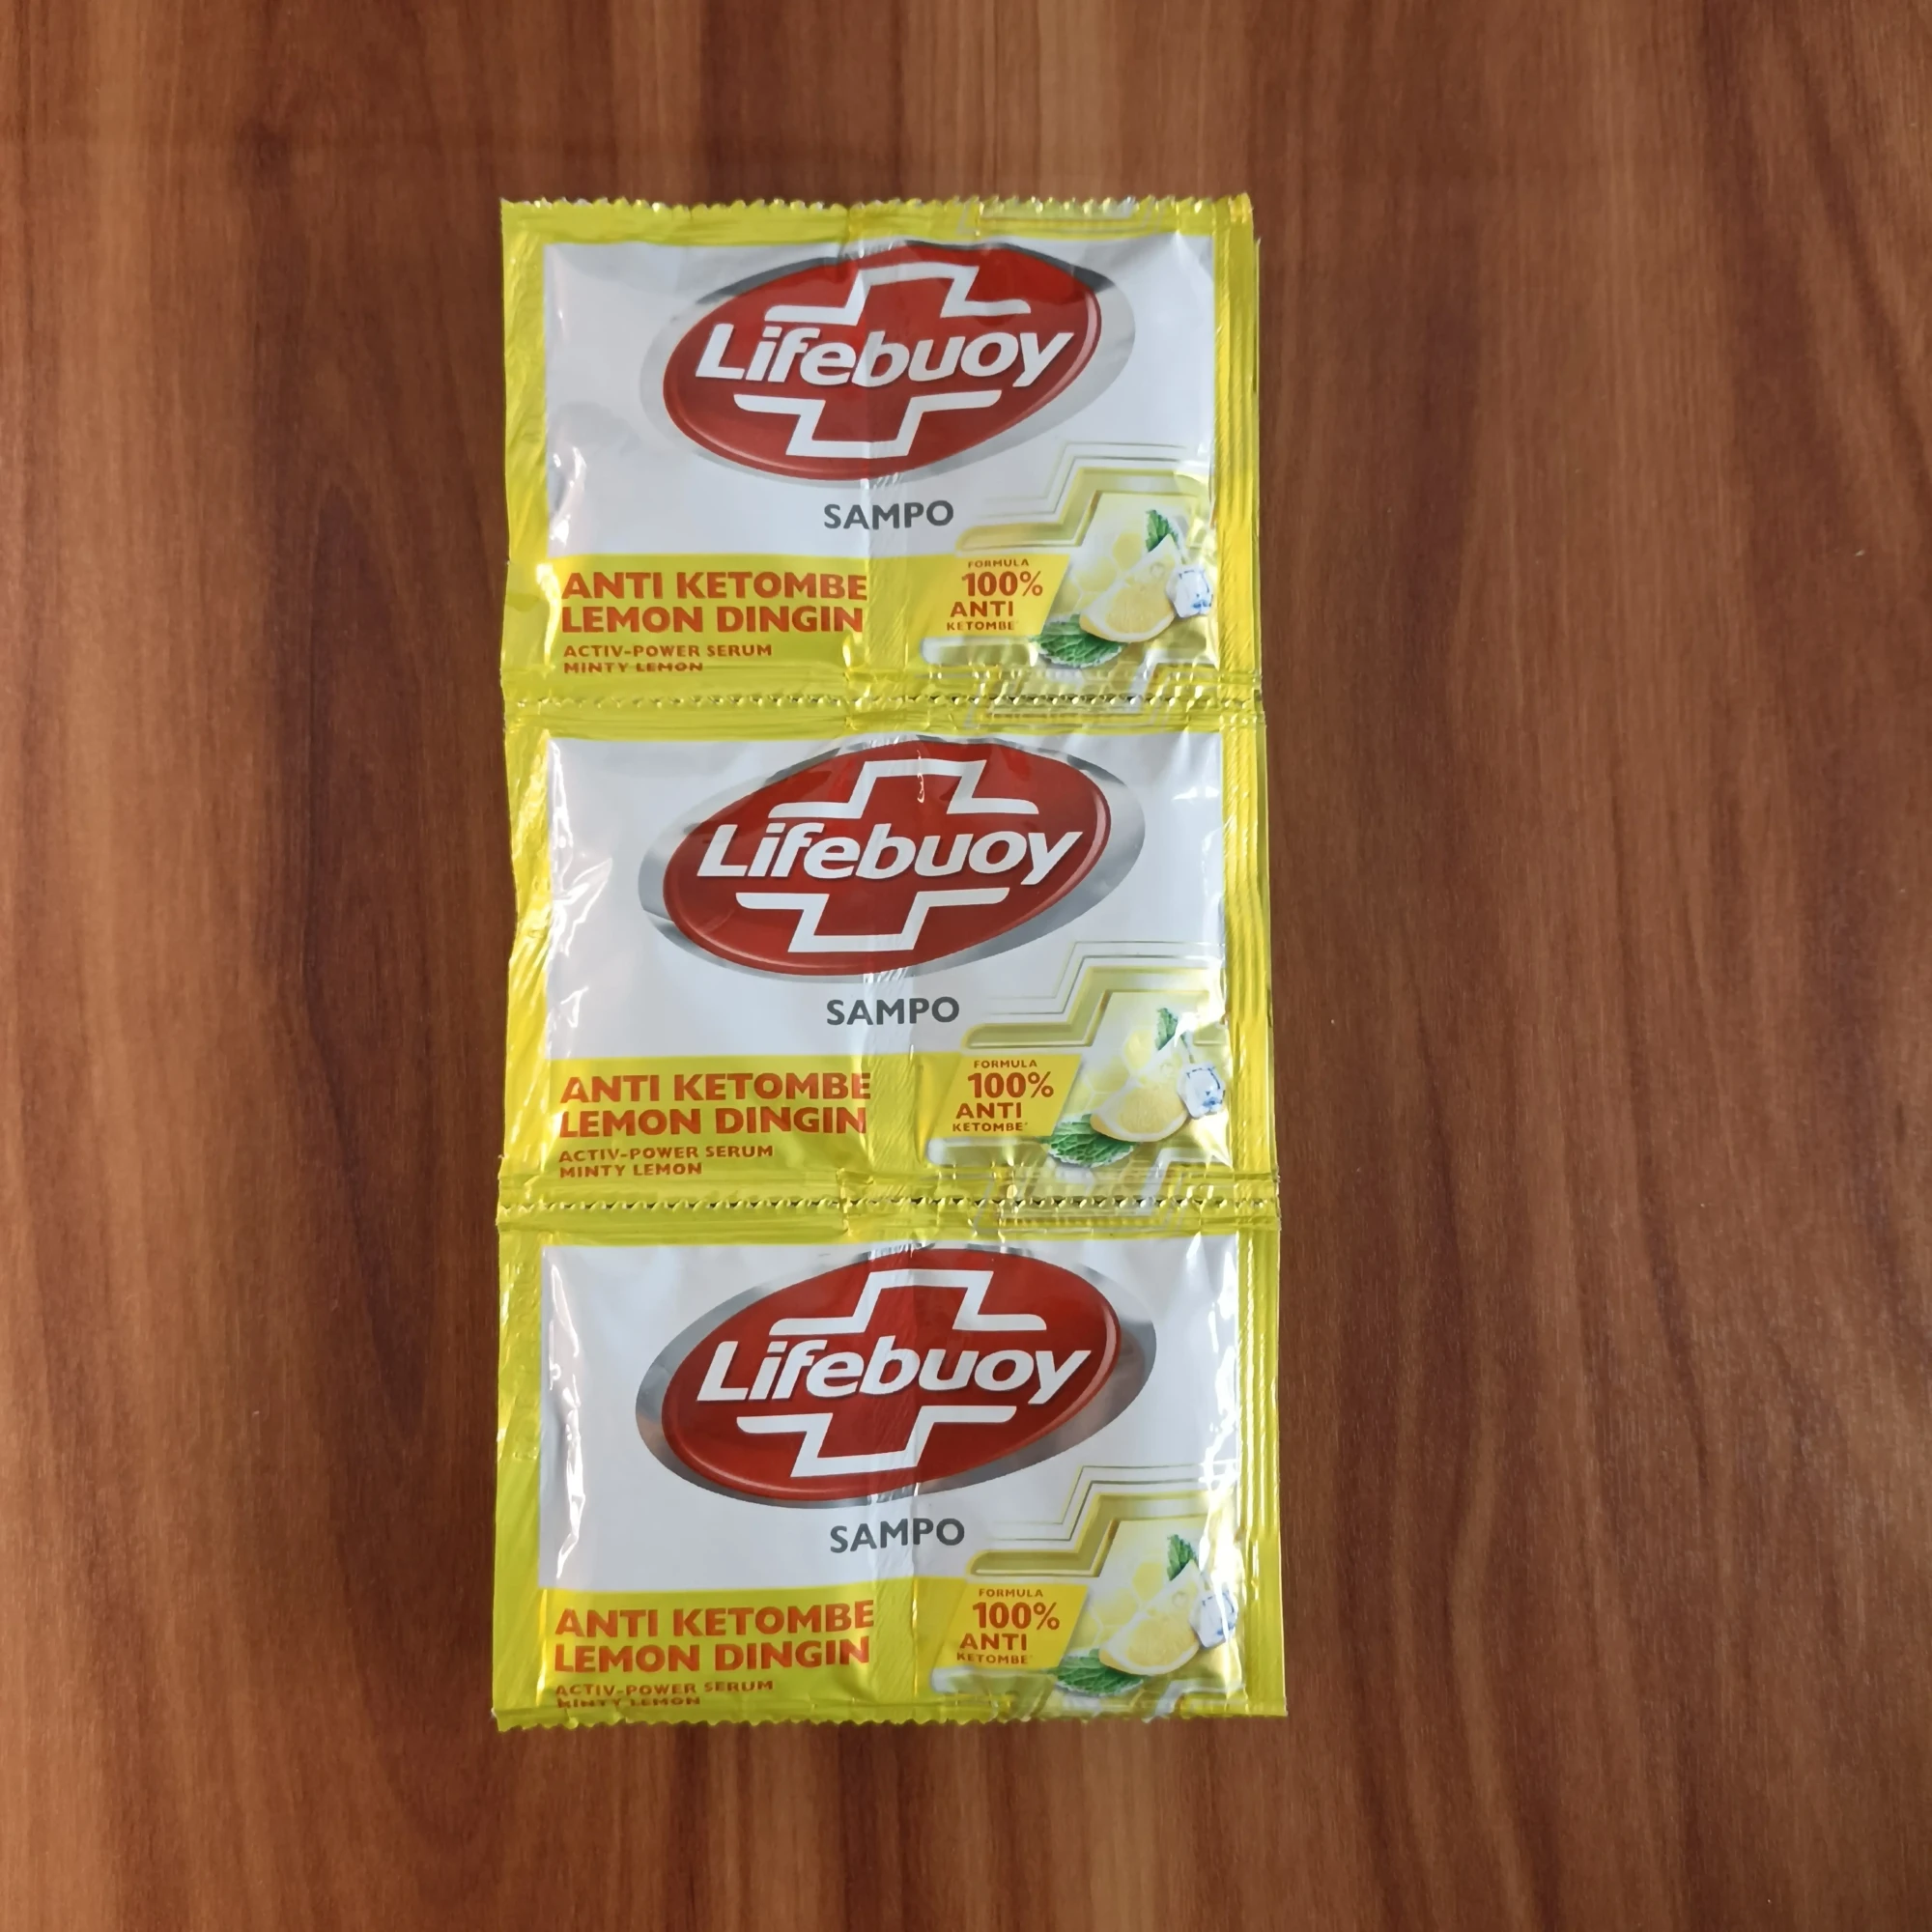 Lifebuoy
SAMPO
ANTI KETOMBE
LEMON DINGIN
ACTIV-POWER SERUM
MINTY LEMON
FORMULA
100%
ANTI
KETOMBE
Lifebuoy
SAMPO
ANTI KETOMBE
LEMON DINGIN
ACTIV-POWER SERUM
MINTY LEMON
FORMULA
100%
ANTI
KETOMBE*
Lifebuoy
SAMPO
ANTI KETOMBE
LEMON DINGIN
ACTIV-POWER SERUM
MINTY LEMON
FORMULA
100%
ANTI
KETOMBE